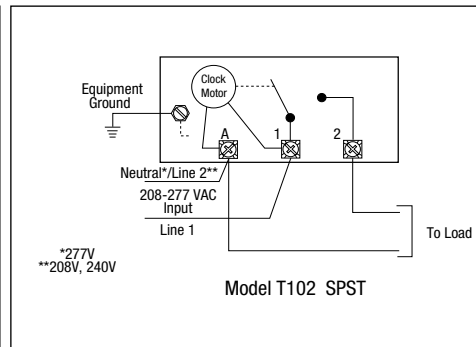 Equipment
Ground
Clock
Motor
A
1
2
Neutral*/Line 2**
208-277 VAC
Input
Line 1
To Load
*277V
**208V, 240V
Model T102 SPST